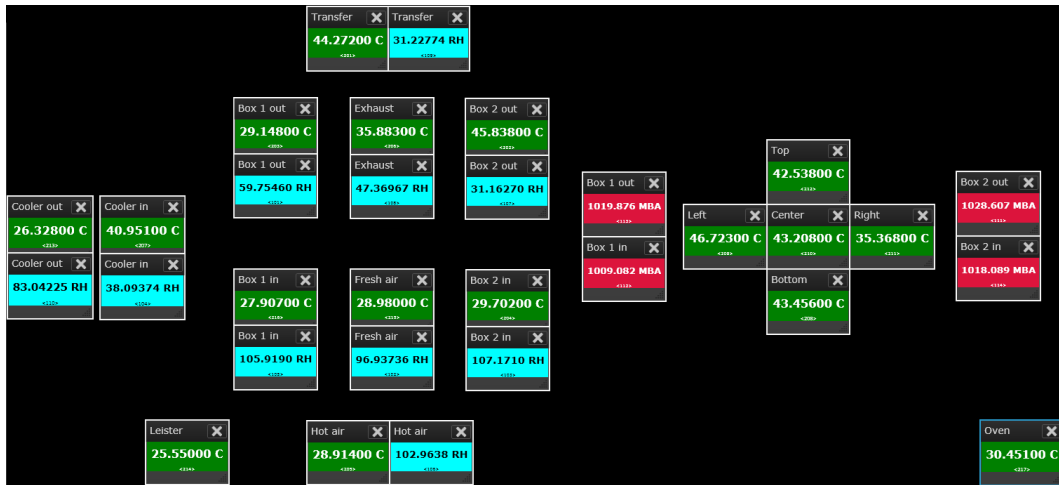 Transfer Transfer
44.27200 C 31.22774 RH
Box 1 out Exhaust Box 2 out
29.14800 C 35.88300 C 45.83800 C
Box 1 out Exhaust Box 2 out
59.75460 RH 47.36967 RH 31.16270 RH
Top
42.53800 C
<212>
Box 1 out Box 2 out
1019.876 MBA 1028.607 MBA
Cooler out Cooler in
26.32800 C 40.95100 C
Left Center Right
46.72300 C 43.20800 C 35.36800 C
Box 1 in Box 2 in
1009.082 MBA 1018.089 MBA
Cooler out Cooler in
83.04225 RH 38.09374 RH
Box 1 in Fresh air Box 2 in
27.90700 C 28.98000 C 29.70200 C
Bottom
43.45600 C
Box 1 in Fresh air Box 2 in
105.9190 RH 96.93736 RH 107.1710 RH
Leister Hot air Hot air Oven
25.55000 C 28.91400 C 102.9638 RH 30.45100 C